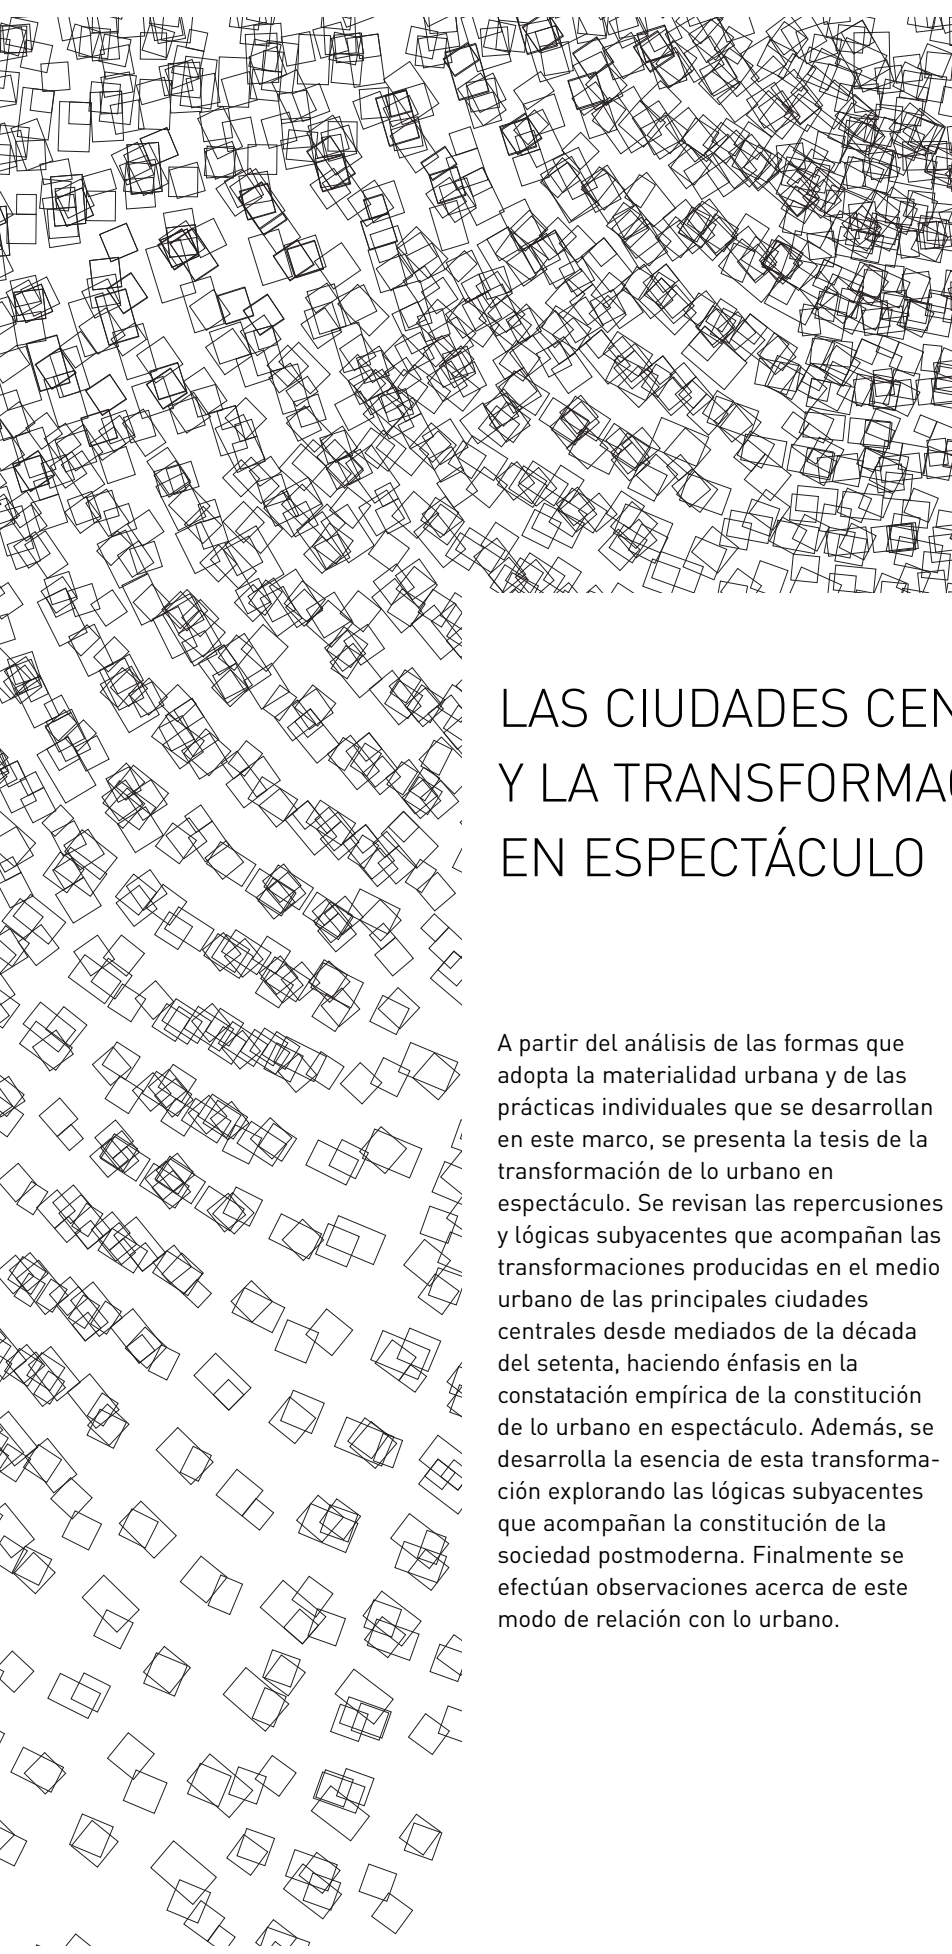 LAS CIUDADES CEN
Y LA TRANSFORMAC
EN ESPECTÁCULO
A partir del análisis de las formas que
adopta la materialidad urbana y de las
prácticas individuales que se desarrollan
en este marco, se presenta la tesis de la
transformación de lo urbano en
espectáculo. Se revisan las repercusiones
y lógicas subyacentes que acompañan las
transformaciones producidas en el medio
urbano de las principales ciudades
centrales desde mediados de la década
del setenta, haciendo énfasis en la
constatación empírica de la constitución
de lo urbano en espectáculo. Además, se
desarrolla la esencia de esta transforma-
ción explorando las lógicas subyacentes
que acompañan la constitución de la
sociedad postmoderna. Finalmente se
efectúan observaciones acerca de este
modo de relación con lo urbano.